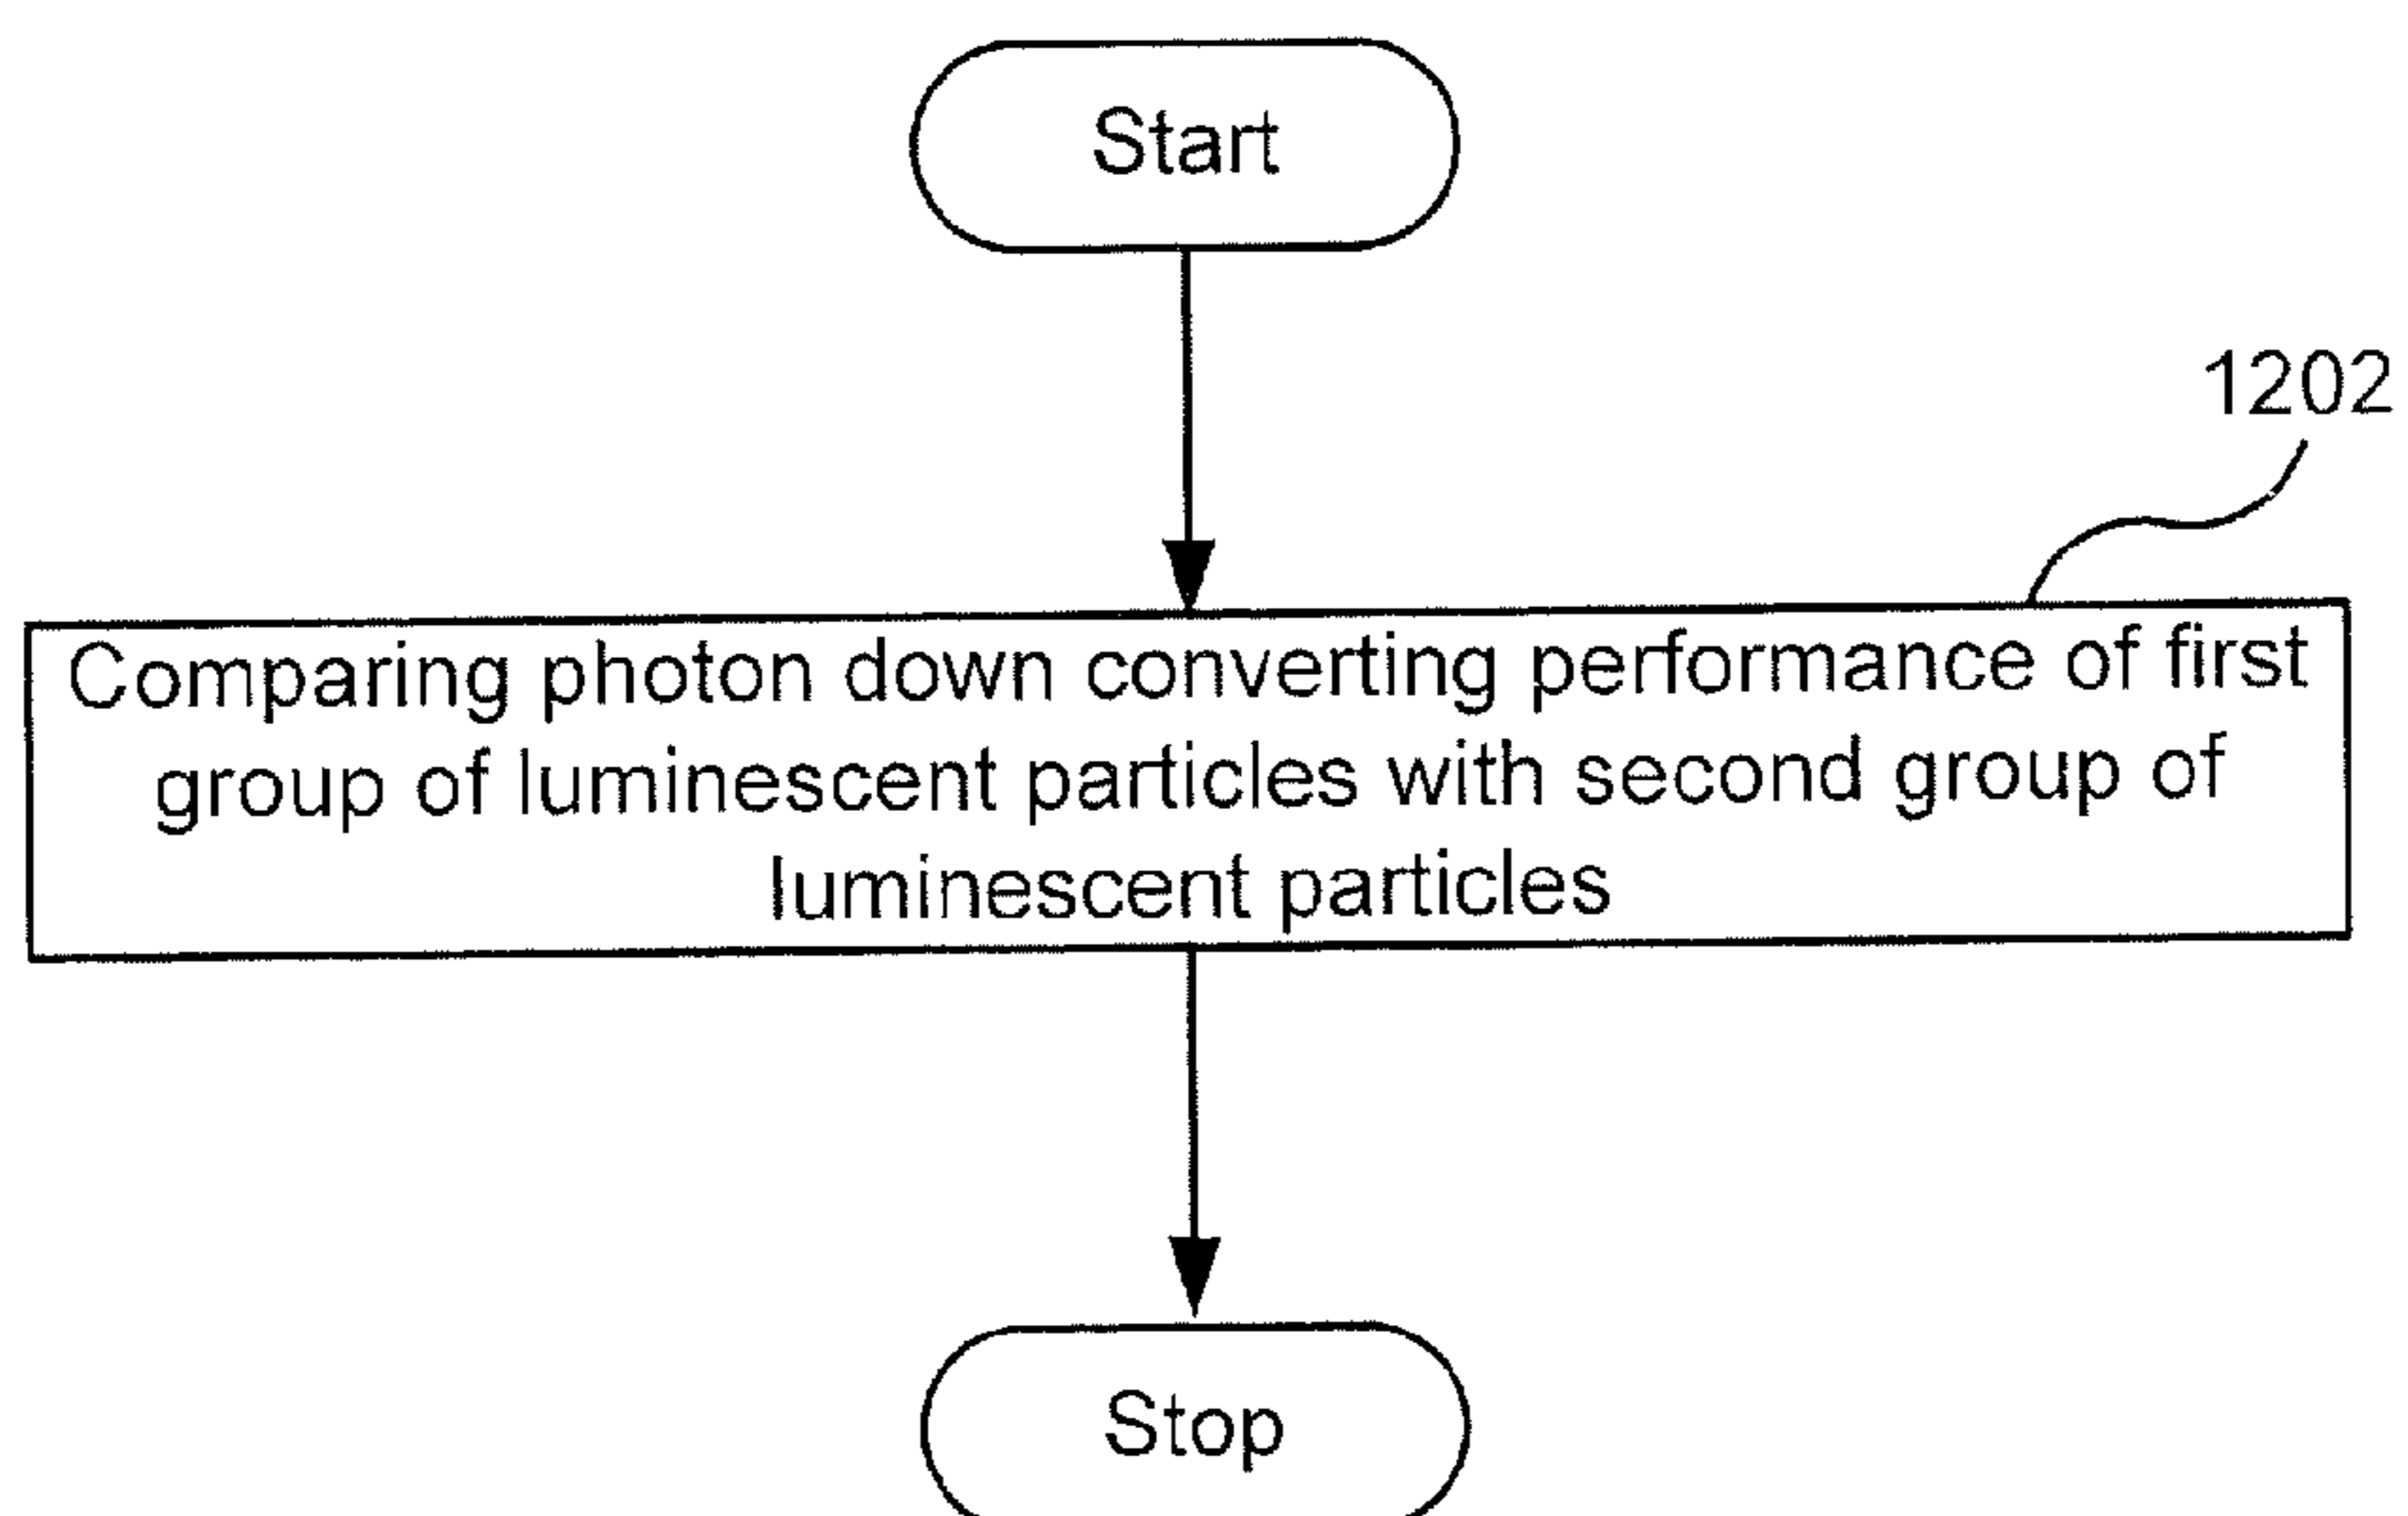 Start
1202
Comparing photon down converting performance of first
group of luminescent particles with second group of
luminescent particles
Stop